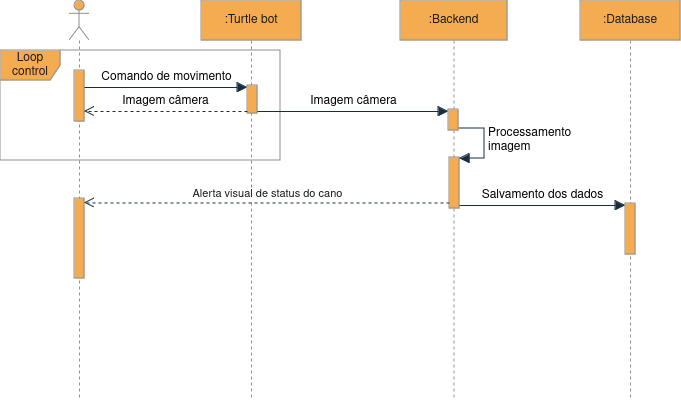 :Turtle bot
:Backend
:Database
Loop
control
Comando de movimento
Imagem câmera
Imagem câmera
Processamento
imagem
Alerta visual de status do cano
Salvamento dos dados